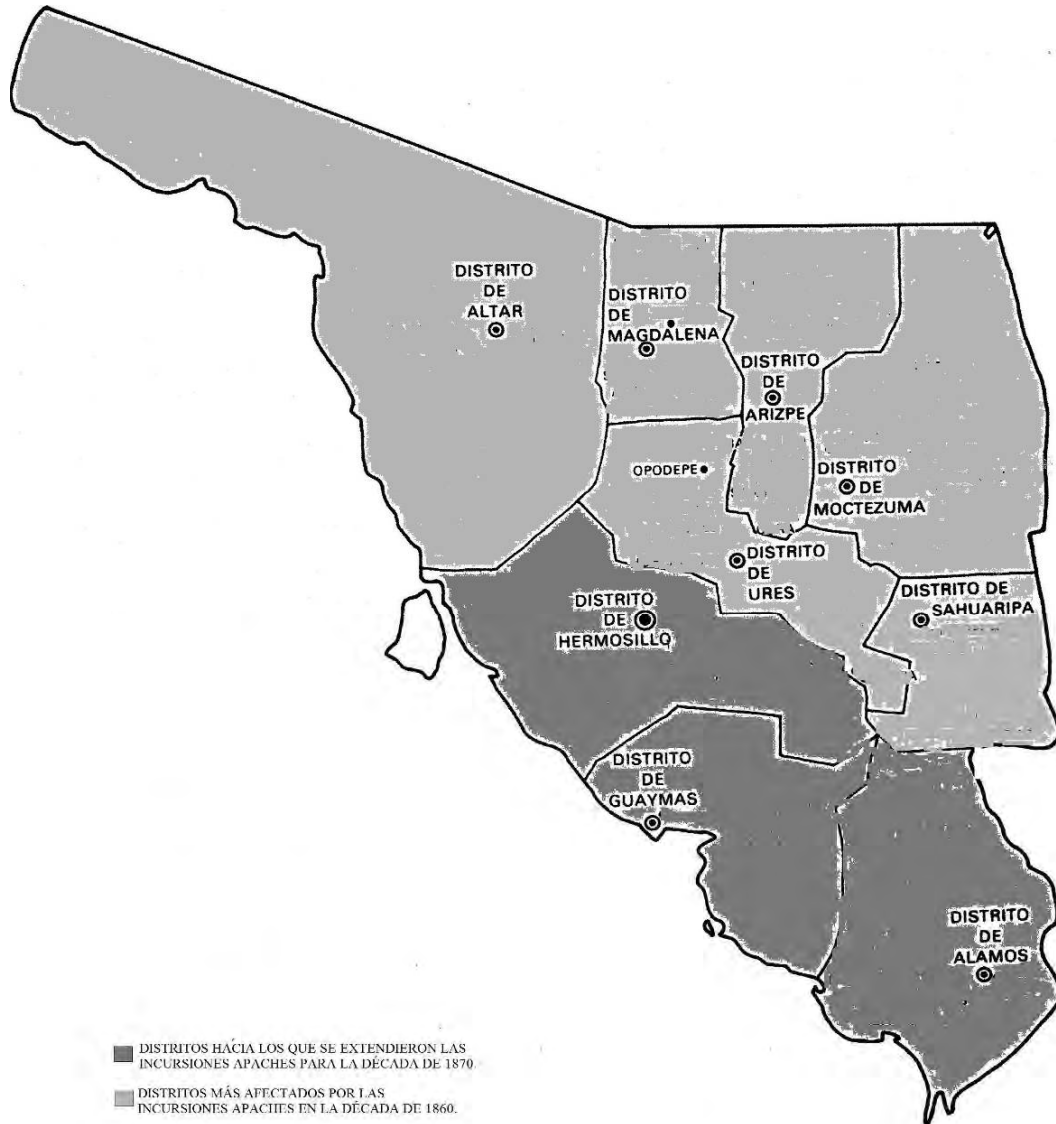 DISTRITO
DE
ALTAR
DISTRITO
DE
MAGDALENA
DISTRITO
DE
ARIZPE
OPODEPE
DISTRITO
DE
MOCTEZUMA
DISTRITO
DE
URES
DISTRITO DE
SAHUARIPA
DISTRITO
DE
HERMOSILLO
DISTRITO
DE
GUAYMAS
DISTRITO
DE
ALAMOS
DISTRITOS HACIA LOS QUE SE EXTENDIERON LAS
INCURSIONES APACHES PARA LA DÉCADA DE 1870
DISTRITOS MÁS AFECTADOS POR LAS
INCURSIONES APACHES EN LA DÉCADA DE 1860.